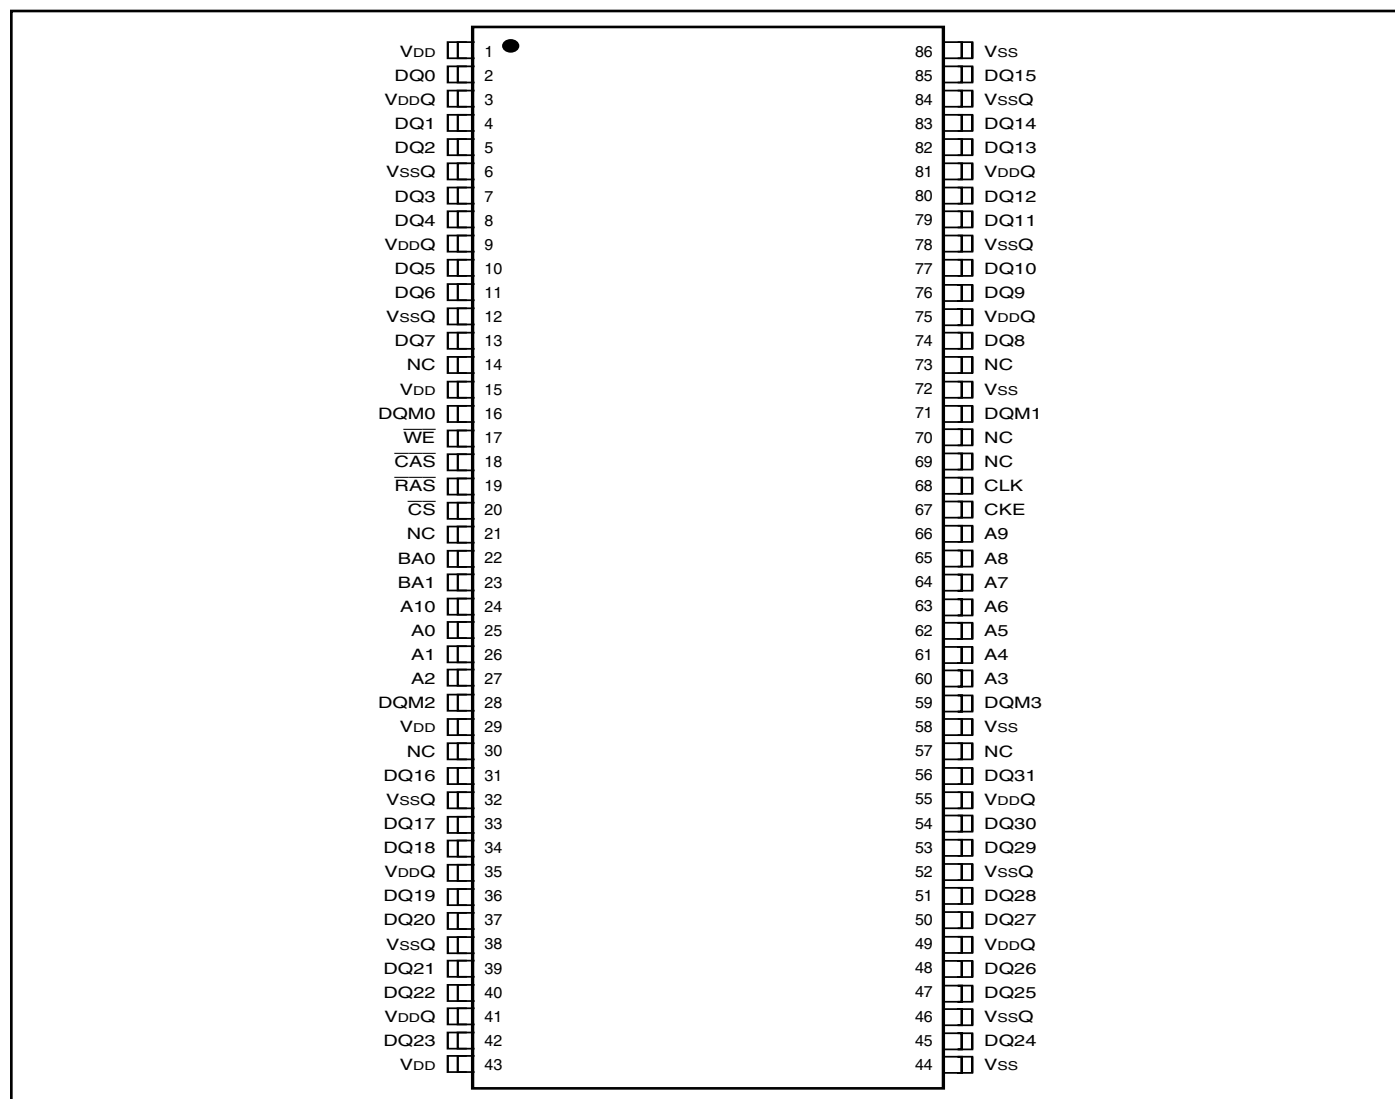 VDD 1 86 VSS
DQ0 2 85 DQ15
VDDQ 3 84 VSSQ
DQ1 4 83 DQ14
DQ2 5 82 DQ13
VSSQ 6 81 VDDQ
DQ3 7 80 DQ12
DQ4 8 79 DQ11
VDDQ 9 78 VSSQ
DQ5 10 77 DQ10
DQ6 11 76 DQ9
VSSQ 12 75 VDDQ
DQ7 13 74 DQ8
NC 14 73 NC
VDD 15 72 VSS
DQM0 16 71 DQM1
W̅E̅ 17 70 NC
C̅A̅S̅ 18 69 NC
R̅A̅S̅ 19 68 CLK
C̅S̅ 20 67 CKE
NC 21 66 A9
BA0 22 65 A8
BA1 23 64 A7
A10 24 63 A6
A0 25 62 A5
A1 26 61 A4
A2 27 60 A3
DQM2 28 59 DQM3
VDD 29 58 VSS
NC 30 57 NC
DQ16 31 56 DQ31
VSSQ 32 55 VDDQ
DQ17 33 54 DQ30
DQ18 34 53 DQ29
VDDQ 35 52 VSSQ
DQ19 36 51 DQ28
DQ20 37 50 DQ27
VSSQ 38 49 VDDQ
DQ21 39 48 DQ26
DQ22 40 47 DQ25
VDDQ 41 46 VSSQ
DQ23 42 45 DQ24
VDD 43 44 VSS